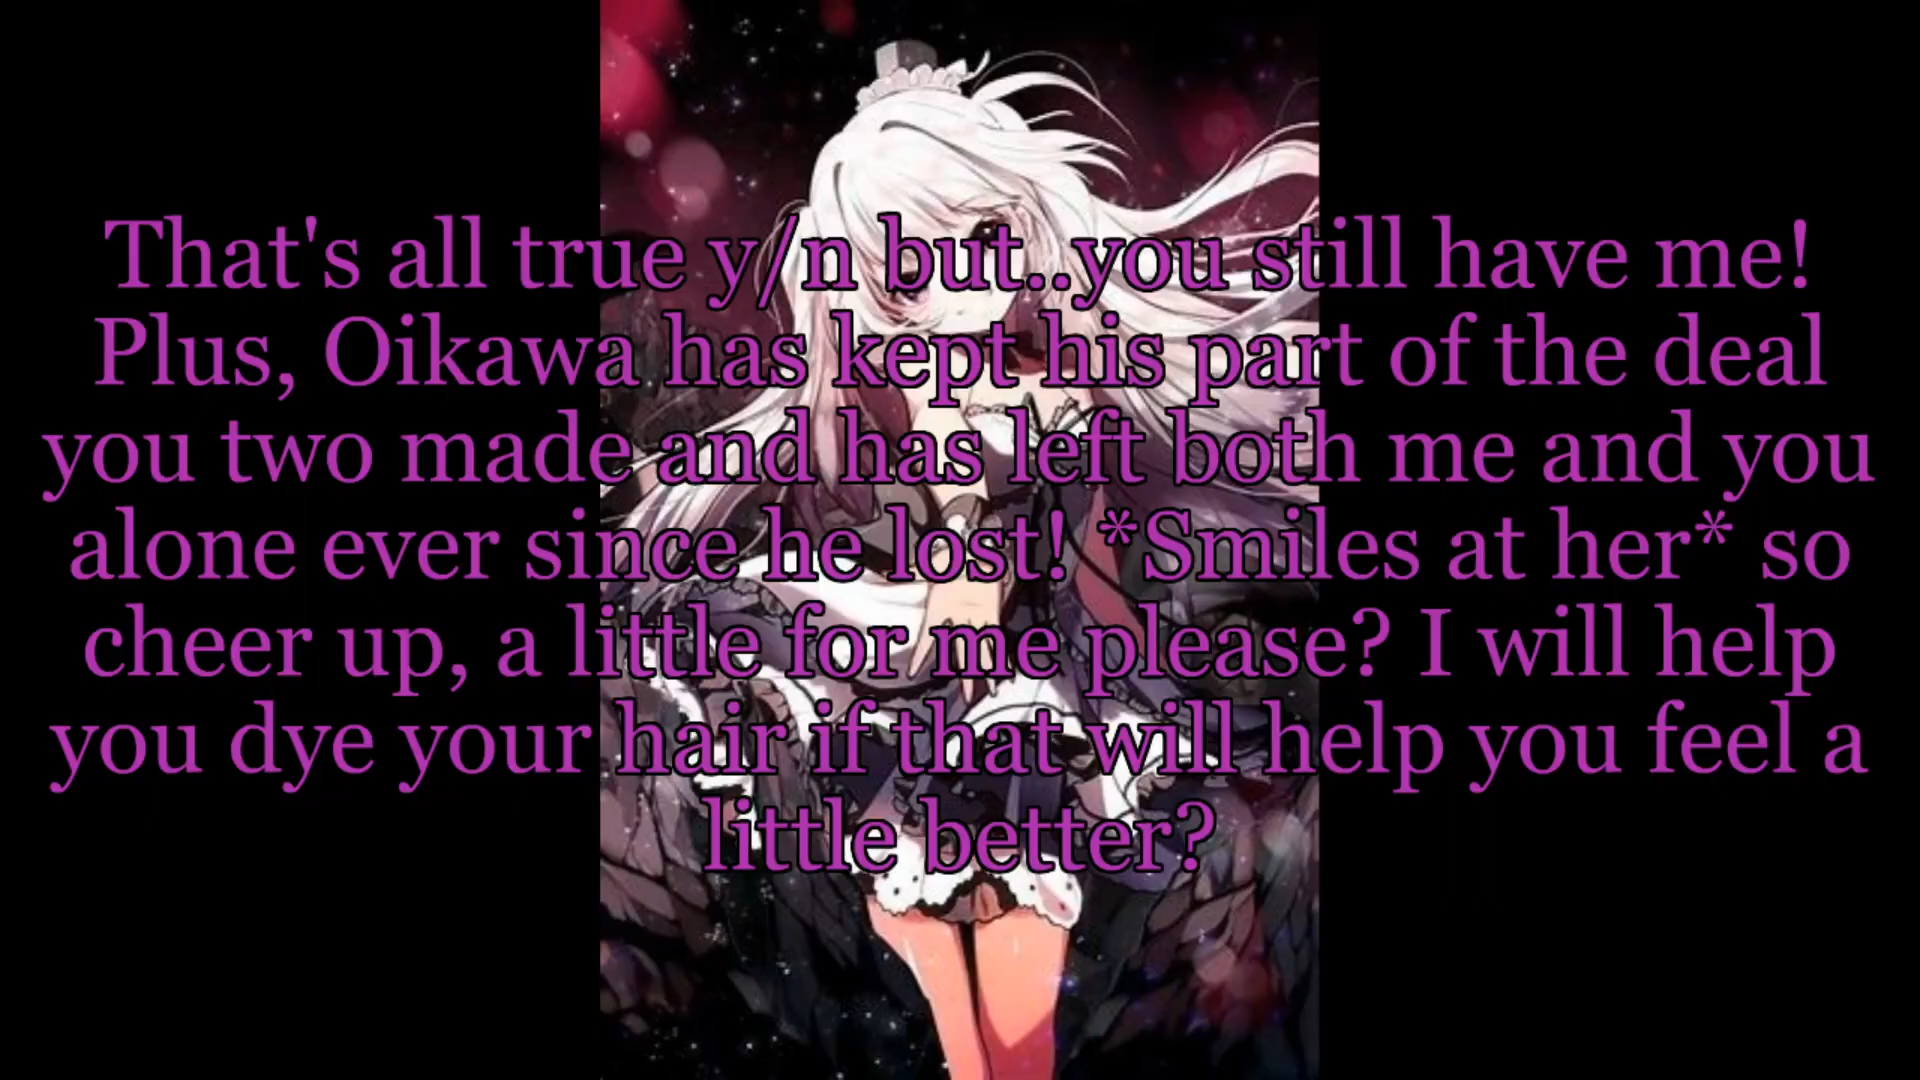 That's all true y/n but..you still have me!
Plus, Oikawa has kept his part of the deal
you two made and has left both me and you
alone ever since he lost! *Smiles at her* so
cheer up, a little for me please? I will help
you dye your hair if that will help you feel a
little better?